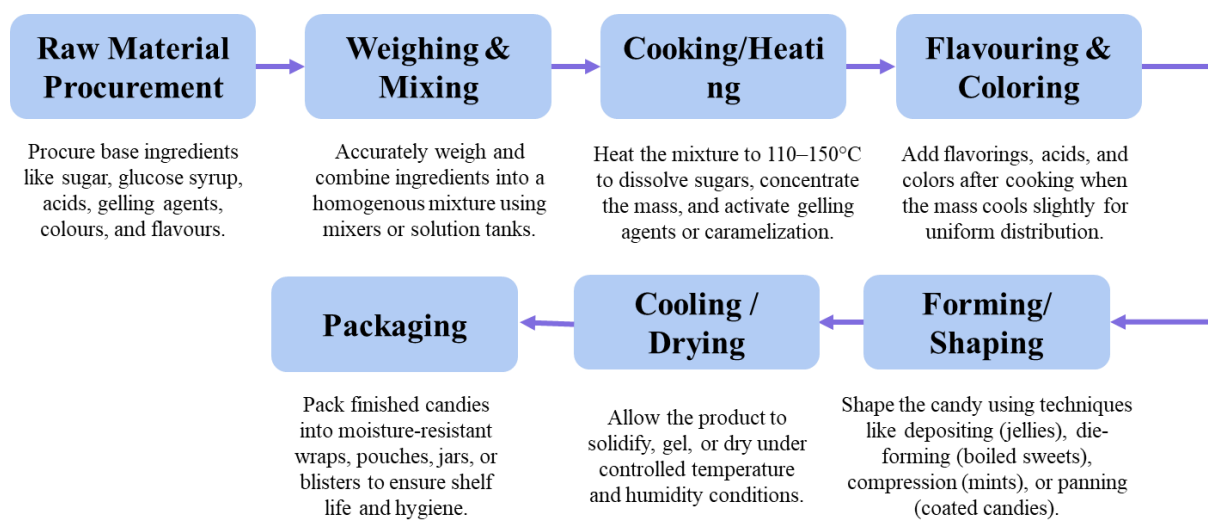 Raw Material
Procurement
Weighing &
Mixing
Cooking/Heati
ng
Flavouring &
Coloring
Procure base ingredients
like sugar, glucose syrup,
acids, gelling agents,
colours, and flavours.
Accurately weigh and
combine ingredients into a
homogenous mixture using
mixers or solution tanks.
Heat the mixture to 110–150°C
to dissolve sugars, concentrate
the mass, and activate gelling
agents or caramelization.
Add flavorings, acids, and
colors after cooking when
the mass cools slightly for
uniform distribution.
Forming/
Shaping
Cooling /
Drying
Packaging
Shape the candy using techniques
like depositing (jellies), die-
forming (boiled sweets),
compression (mints), or panning
(coated candies).
Allow the product to
solidify, gel, or dry under
controlled temperature
and humidity conditions.
Pack finished candies
into moisture-resistant
wraps, pouches, jars, or
blisters to ensure shelf
life and hygiene.